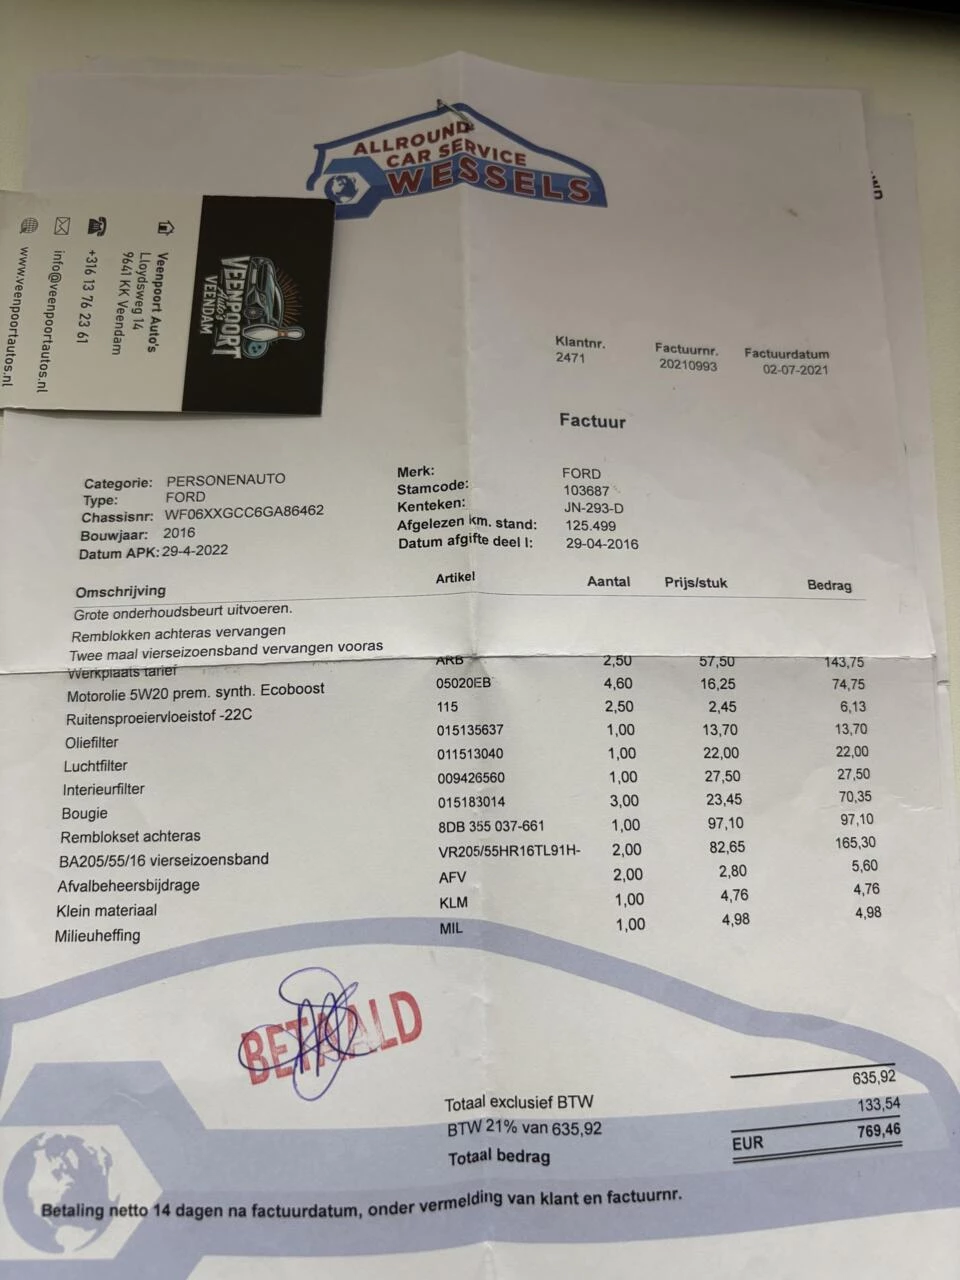 ALLROUND
CAR SERVICE
WESSELS
VEENPOORT
Auto's
VEENDAM
Veenpoort Auto's
Lloydsweg 14
9641 KK Veendam
+316 13 76 23 61
info@veenpoortautos.nl
www.veenpoortautos.nl
Klantnr. Factuurnr. Factuurdatum
2471 20210993 02-07-2021
Factuur
Categorie: PERSONENAUTO
Type: FORD
Chassisnr: WF06XXGCC6GA86462
Bouwjaar: 2016
Datum APK: 29-4-2022
Merk: FORD
Stamcode: 103687
Kenteken: JN-293-D
Afgelezen km. stand: 125.499
Datum afgifte deel I: 29-04-2016
Omschrijving Artikel Aantal Prijs/stuk Bedrag
Grote onderhoudsbeurt uitvoeren.
Remblokken achteras vervangen
Twee maal vierseizoensband vervangen vooras
Werkplaats tarief ARB 2,50 57,50 143,75
Motorolie 5W20 prem. synth. Ecoboost 05020EB 4,60 16,25 74,75
Ruitensproeiervloeistof -22C 115 2,50 2,45 6,13
Oliefilter 015135637 1,00 13,70 13,70
Luchtfilter 011513040 1,00 22,00 22,00
Interieurfilter 009426560 1,00 27,50 27,50
Bougie 015183014 3,00 23,45 70,35
Remblokset achteras 8DB 355 037-661 1,00 97,10 97,10
BA205/55/16 vierseizoensband VR205/55HR16TL91H- 2,00 82,65 165,30
Afvalbeheersbijdrage AFV 2,00 2,80 5,60
Klein materiaal KLM 1,00 4,76 4,76
Milieuheffing MIL 1,00 4,98 4,98
BETAALD
Totaal exclusief BTW 635,92
BTW 21% van 635,92 133,54
Totaal bedrag EUR 769,46
Betaling netto 14 dagen na factuurdatum, onder vermelding van klant en factuurnr.